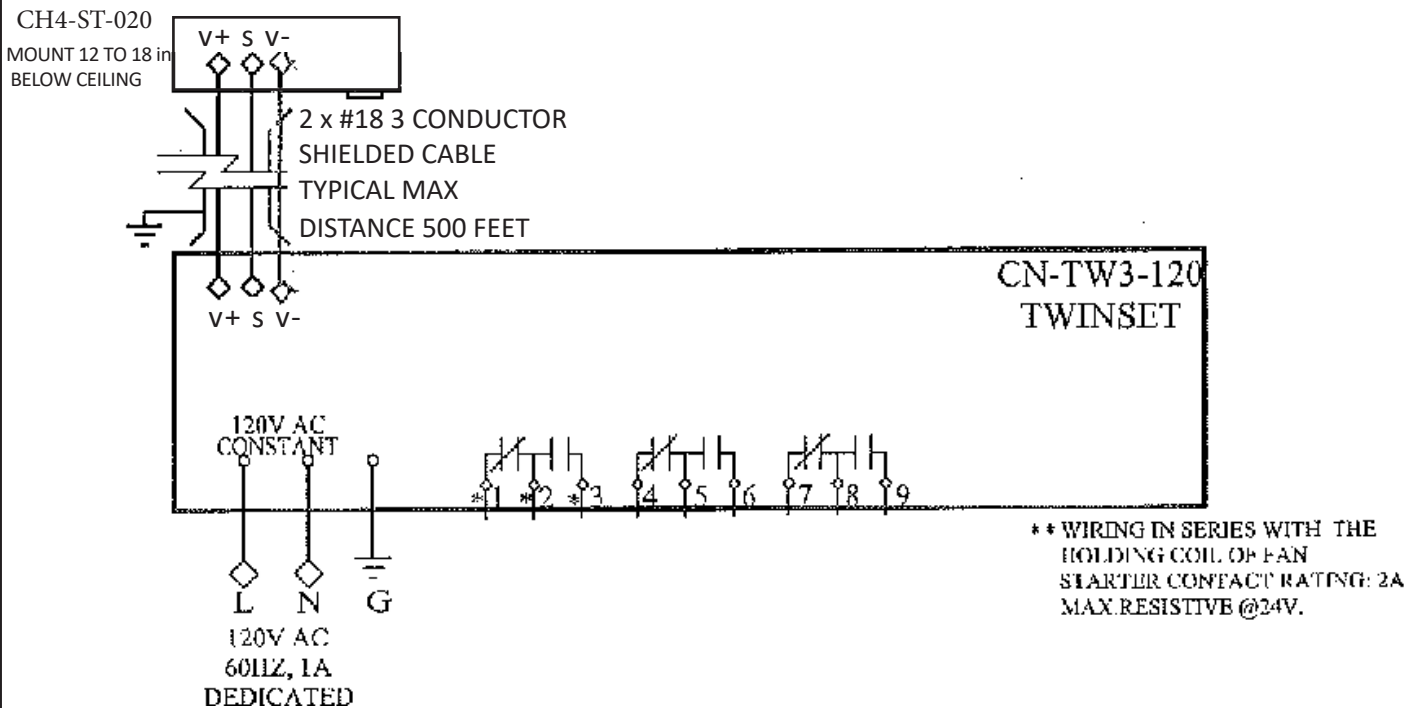 CH4-ST-020
MOUNT 12 TO 18 in
BELOW CEILING
V+ S V-
2 x #18 3 CONDUCTOR
SHIELDED CABLE
TYPICAL MAX
DISTANCE 500 FEET
CN-TW3-120
TWINSET
V+ S V-
120V AC
CONSTANT
*1 *2 *3 4 5 6 7 8 9
L N G
120V AC
60HZ, 1A
DEDICATED
** WIRING IN SERIES WITH THE
HOLDING COIL OF FAN
STARTER CONTACT RATING: 2A
MAX.RESISTIVE @24V.